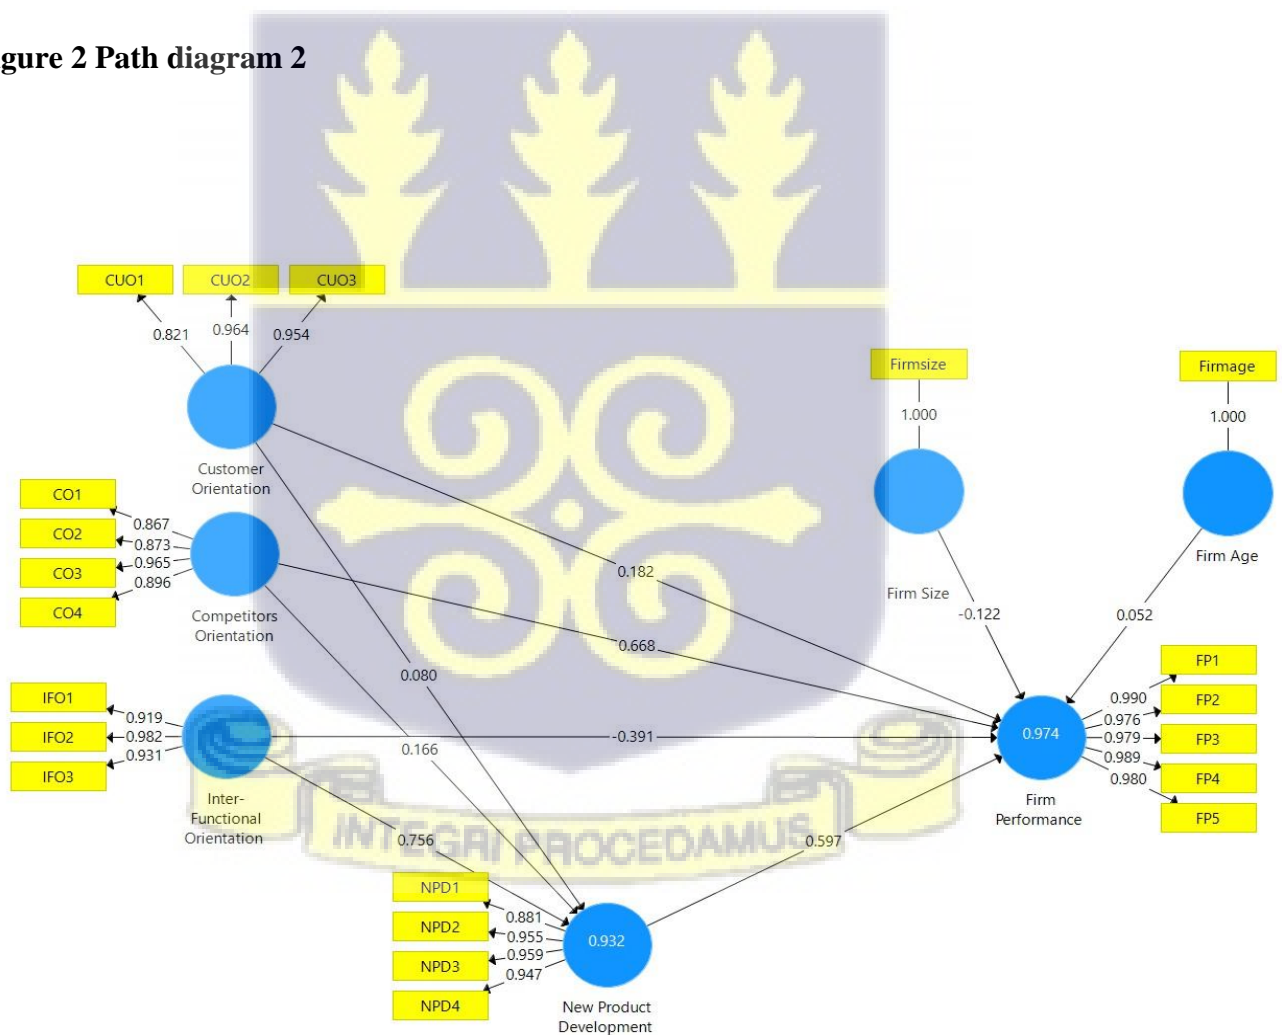 gure 2 Path diagram 2
CUO1
CUO2
CUO3
0.821
0.964
0.954
Customer
Orientation
Firmsize
1.000
Firm Size
Firmage
1.000
Firm Age
CO1
CO2
CO3
CO4
0.867
0.873
0.965
0.896
Competitors
Orientation
0.182
0.668
-0.122
0.052
0.080
IFO1
IFO2
IFO3
0.919
0.982
0.931
Inter-
Functional
Orientation
-0.391
0.166
0.756
0.597
0.974
Firm
Performance
0.990
0.976
0.979
0.989
0.980
FP1
FP2
FP3
FP4
FP5
INTEGRI PROCEDAMUS
NPD1
NPD2
NPD3
NPD4
0.881
0.955
0.959
0.947
0.932
New Product
Development